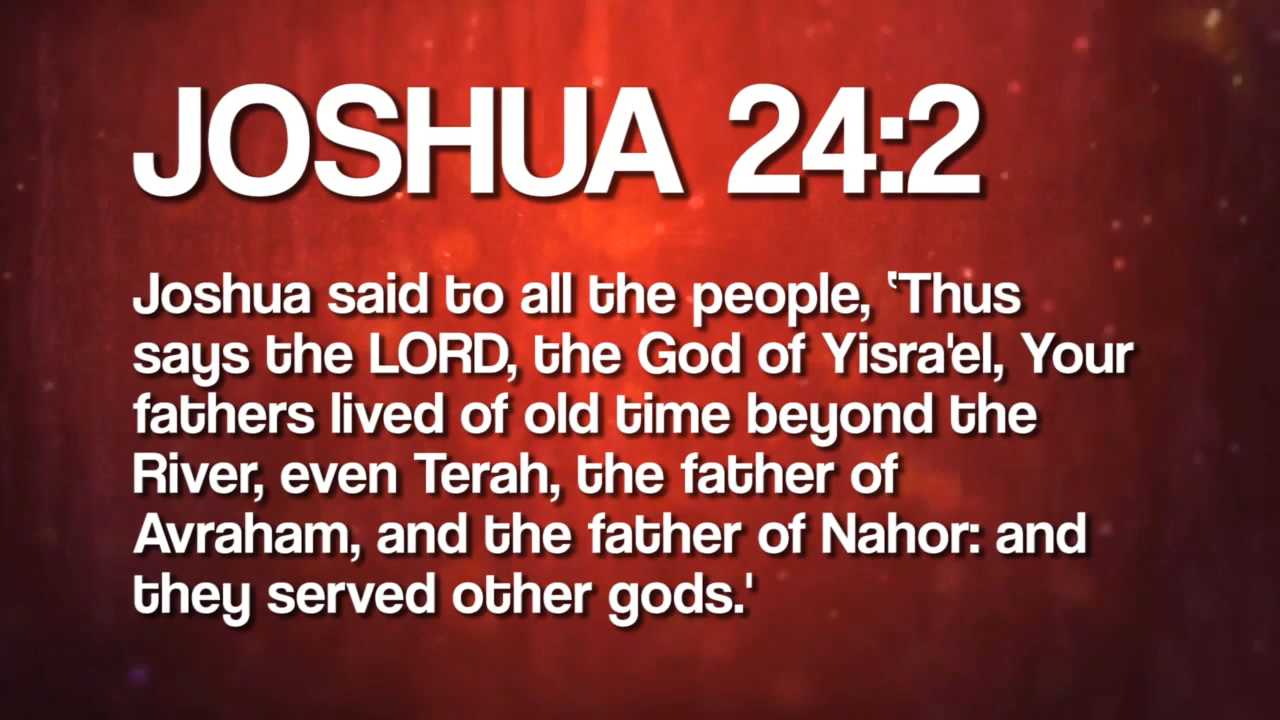 JOSHUA 24:2
Joshua said to all the people, ‘Thus
says the LORD, the God of Yisra'el, Your
fathers lived of old time beyond the
River, even Terah, the father of
Avraham, and the father of Nahor: and
they served other gods.'